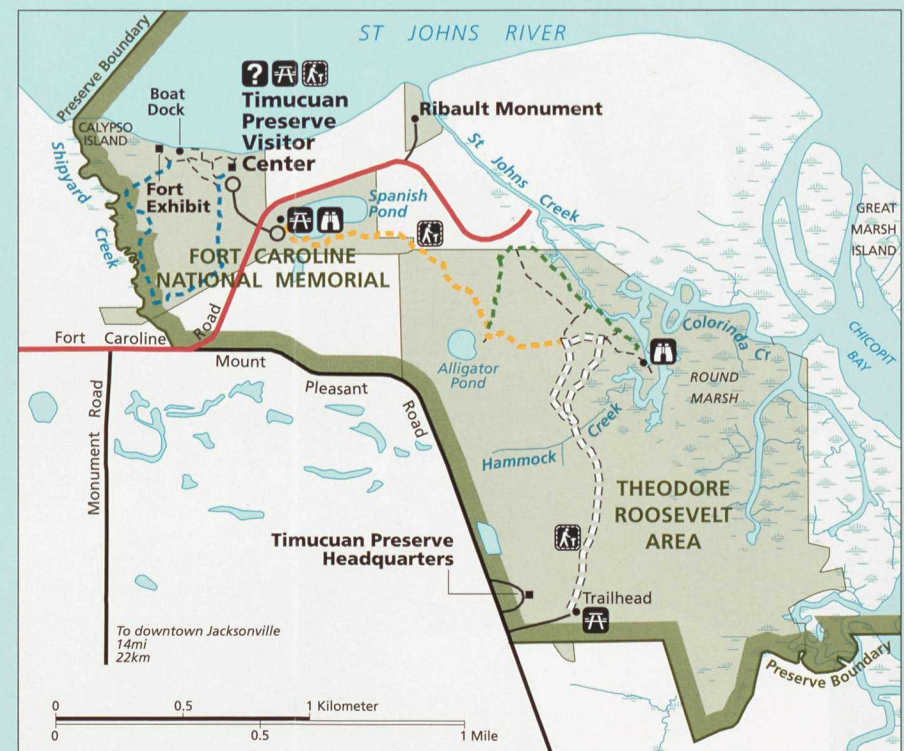 ST JOHNS RIVER
Preserve Boundary
Boat
Dock
?
Timucuan
Preserve
Visitor
Center
Ribault Monument
CALYPSO
ISLAND
Shipyard
Creek
Fort
Exhibit
St Johns Creek
Spanish
Pond
GREAT
MARSH
ISLAND
FORT CAROLINE
NATIONAL MEMORIAL
Fort Caroline Road
Colorinda Cr
CHICOPIT
BAY
Mount
Pleasant
Road
Alligator
Pond
ROUND
MARSH
Monument Road
Hammock Creek
THEODORE
ROOSEVELT
AREA
Timucuan Preserve
Headquarters
Trailhead
To downtown Jacksonville
14mi
22km
Preserve Boundary
0 0.5 1 Kilometer
0 0.5 1 Mile